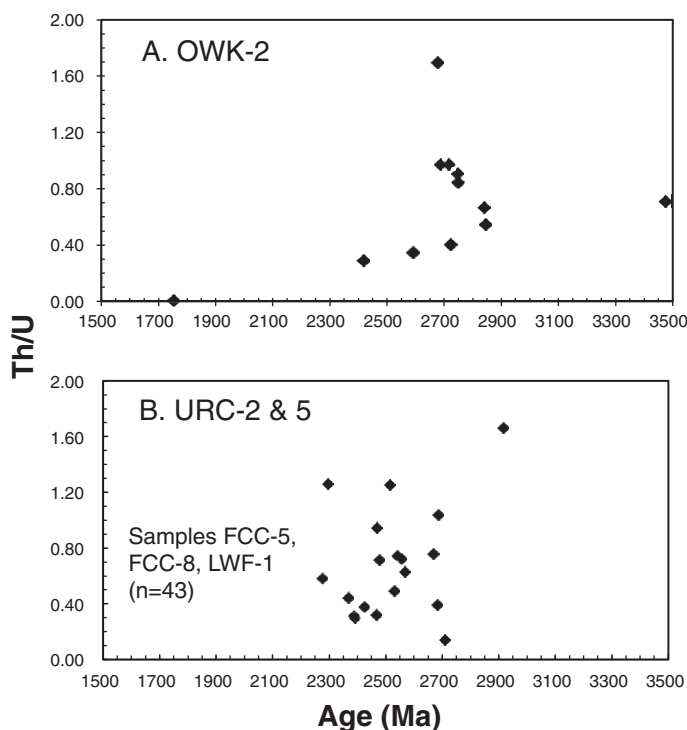 2.00
A. OWK-2
1.60
1.20
0.80
0.40
0.00
1500 1700 1900 2100 2300 2500 2700 2900 3100 3300 3500
Th/U
2.00
B. URC-2 & 5
1.60
1.20
Samples FCC-5,
0.80
FCC-8, LWF-1
(n=43)
0.40
0.00
1500 1700 1900 2100 2300 2500 2700 2900 3100 3300 3500
Age (Ma)